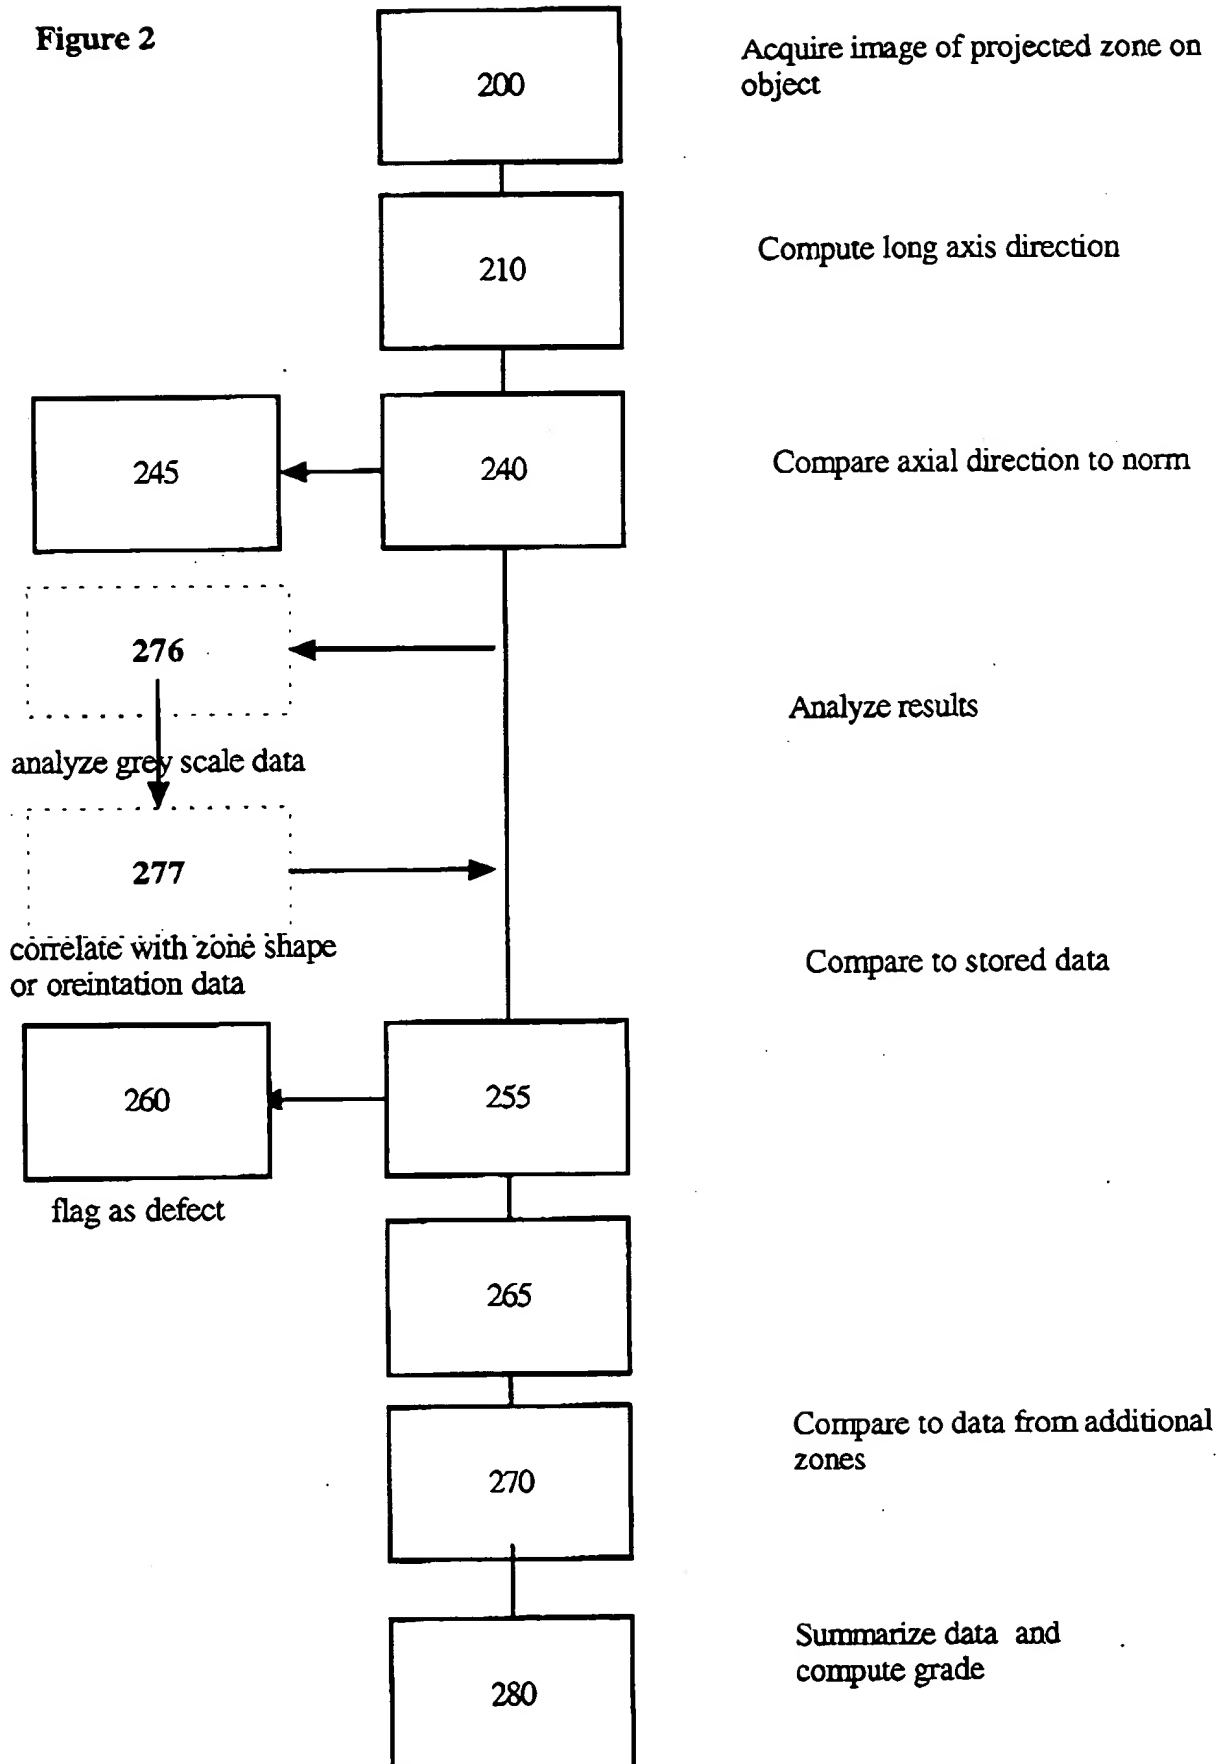 Figure 2
200
Acquire image of projected zone on
object
210
Compute long axis direction
245
240
Compare axial direction to norm
276
Analyze results
analyze grey scale data
277
correlate with zone shape
or oreintation data
Compare to stored data
260
255
flag as defect
265
270
Compare to data from additional
zones
280
Summarize data and
compute grade